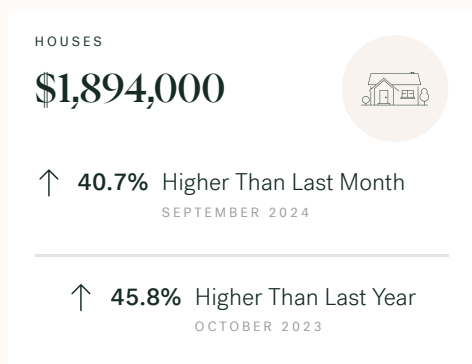 HOUSES
$1,894,000
40.7% Higher Than Last Month
SEPTEMBER 2024
45.8% Higher Than Last Year
OCTOBER 2023